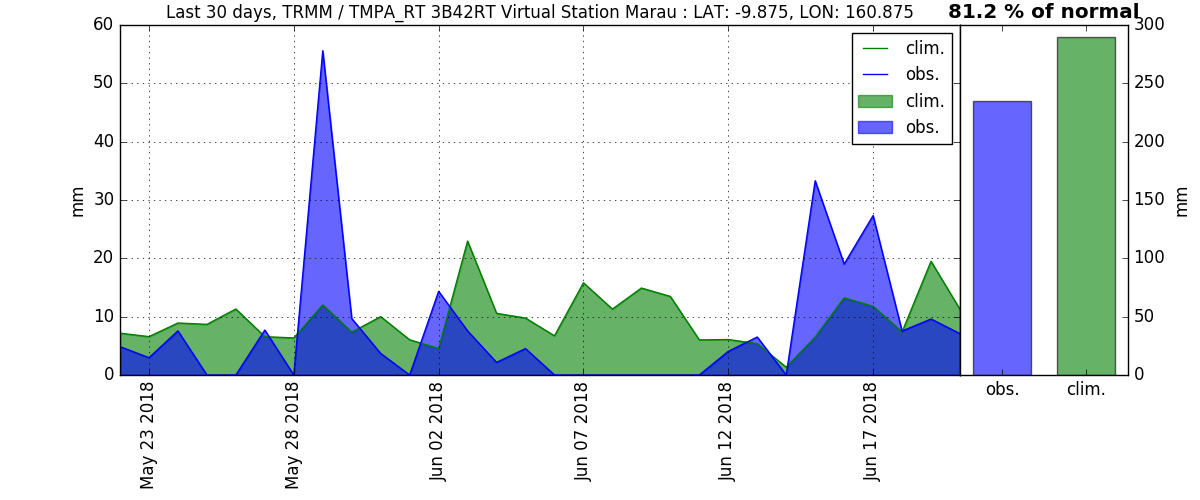 Last 30 days, TRMM / TMPA_RT 3B42RT Virtual Station Marau : LAT: -9.875, LON: 160.875
81.2 % of normal
60
50
40
30
20
10
0
mm
clim.
obs.
clim.
obs.
300
250
200
150
100
50
0
mm
obs.
clim.
May 23 2018
May 28 2018
Jun 02 2018
Jun 07 2018
Jun 12 2018
Jun 17 2018